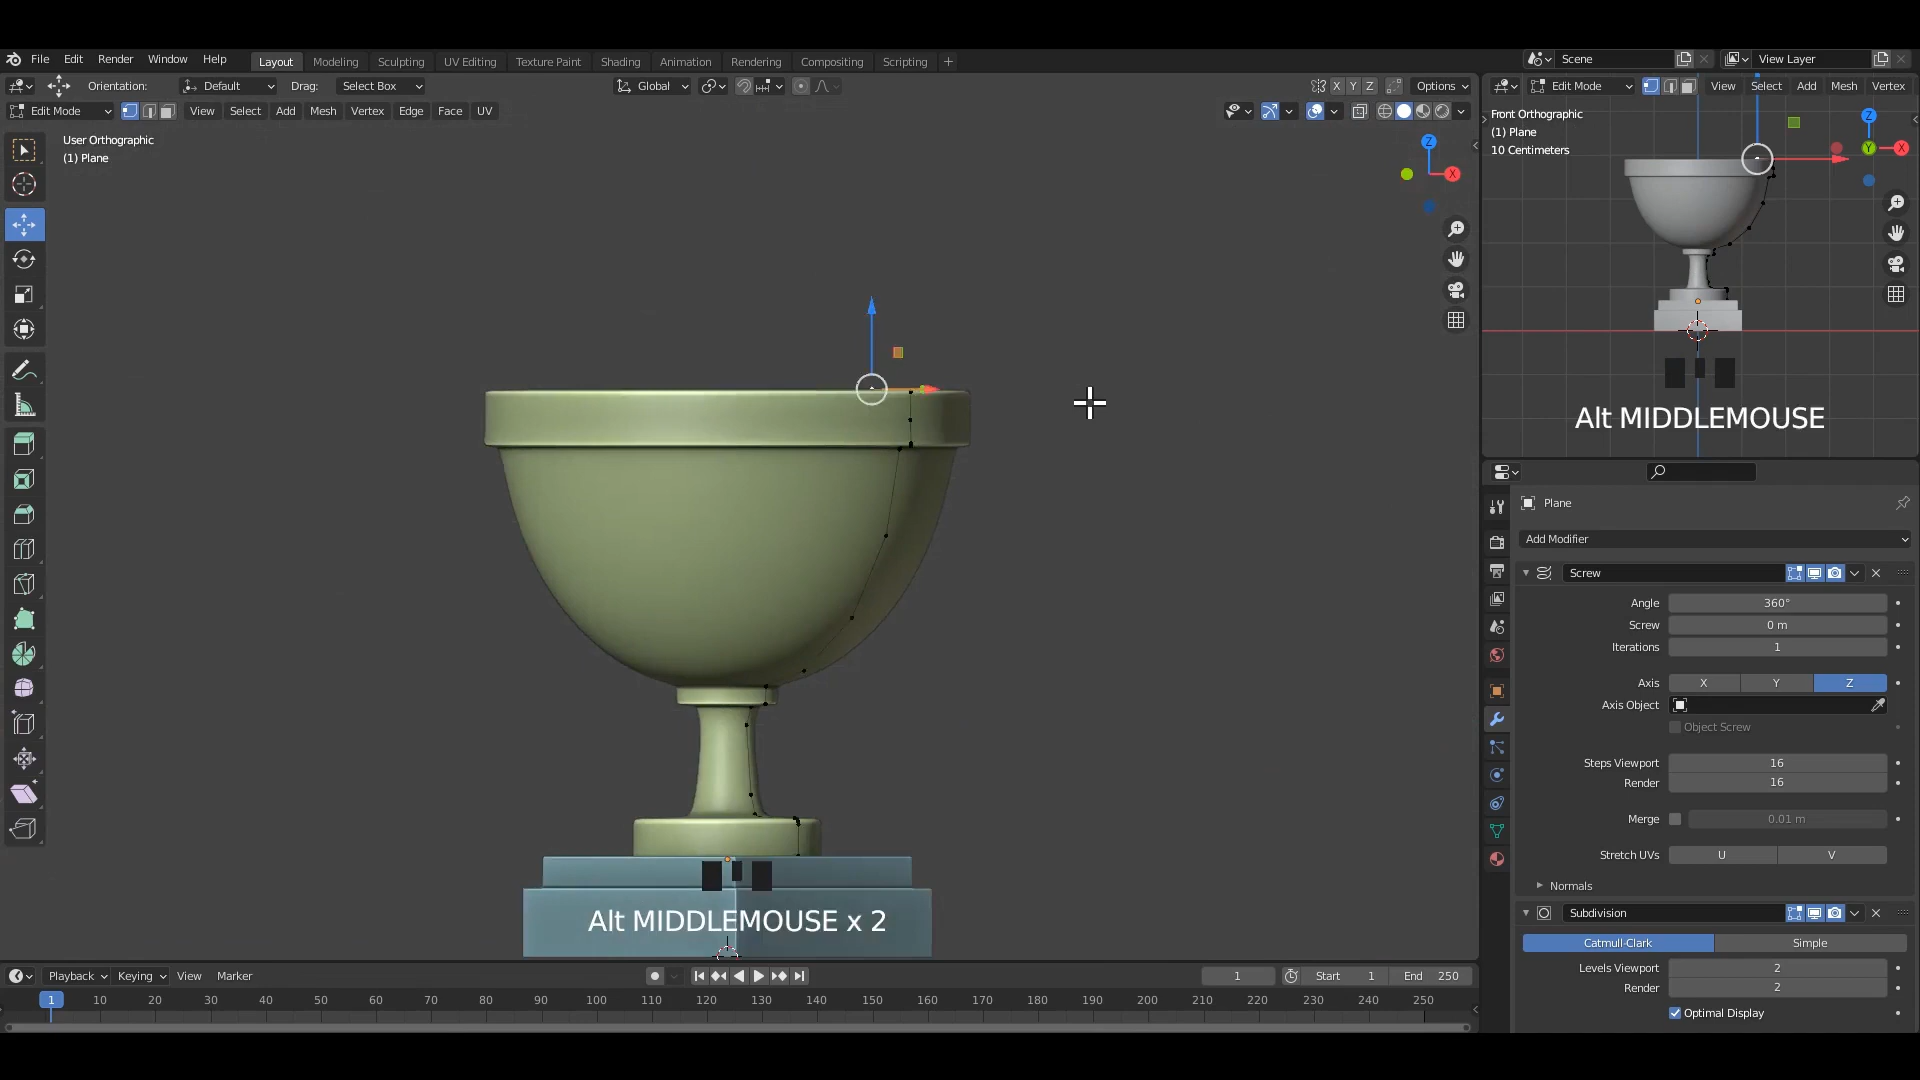 File Edit Render Window Help Layout Modeling Sculpting UV Editing Texture Paint Shading Animation Rendering Compositing Scripting + Scene View Layer
Orientation: Default Drag: Select Box Global X Y Z Options
Edit Mode View Select Add Mesh Vertex Edge Face UV
User Orthographic
(1) Plane
Z
X
Alt MIDDLEMOUSE x 2
Edit Mode View Select Add Mesh Vertex
Front Orthographic
(1) Plane
10 Centimeters
Z
Y
X
Alt MIDDLEMOUSE
Plane
Add Modifier
Screw
Angle 360°
Screw 0 m
Iterations 1
Axis X Y Z
Axis Object
Object Screw
Steps Viewport 16
Render 16
Merge 0.01 m
Stretch UVs U V
Normals
Subdivision
Catmull-Clark Simple
Levels Viewport 2
Render 2
Optimal Display
Playback Keying View Marker 1 Start 1 End 250
1 10 20 30 40 50 60 70 80 90 100 110 120 130 140 150 160 170 180 190 200 210 220 230 240 250